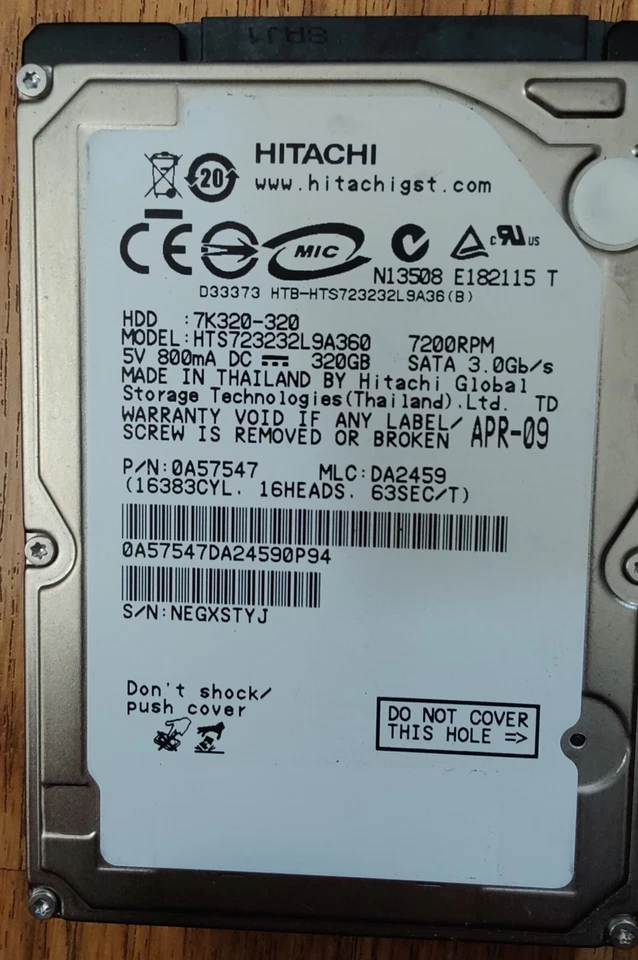 HITACHI
20
www.hitachigst.com
CE MIC c UL us
N13508 E182115 T
D33373 HTB-HTS723232L9A36(B)
HDD :7K320-320
MODEL:HTS723232L9A360 7200RPM
5V 800mA DC 320GB SATA 3.0Gb/s
MADE IN THAILAND BY Hitachi Global
Storage Technologies(Thailand).Ltd. TD
WARRANTY VOID IF ANY LABEL/
SCREW IS REMOVED OR BROKEN APR-09
P/N:0A57547 MLC:DA2459
(16383CYL. 16HEADS. 63SEC/T)
0A57547DA24590P94
S/N:NEGXSTYJ
Don't shock/
push cover
DO NOT COVER
THIS HOLE =>